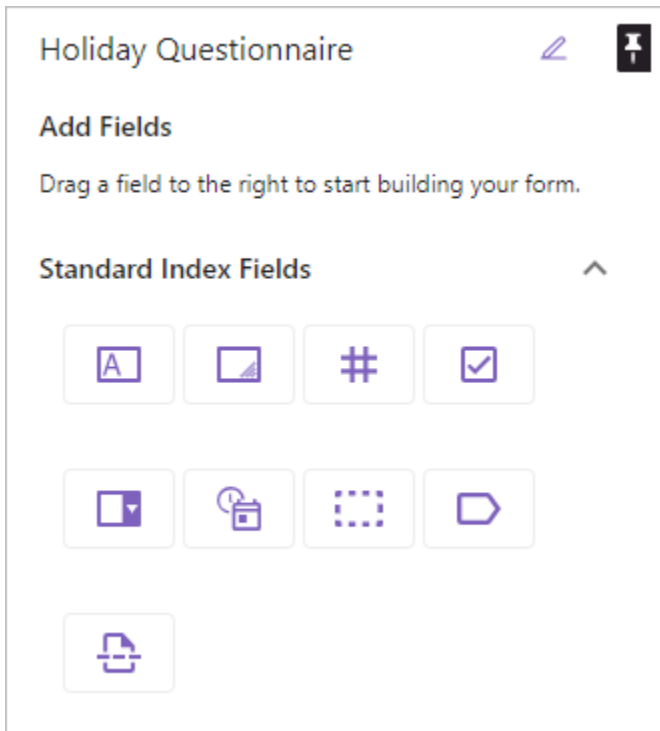 Holiday Questionnaire
Add Fields
Drag a field to the right to start building your form.
Standard Index Fields
A